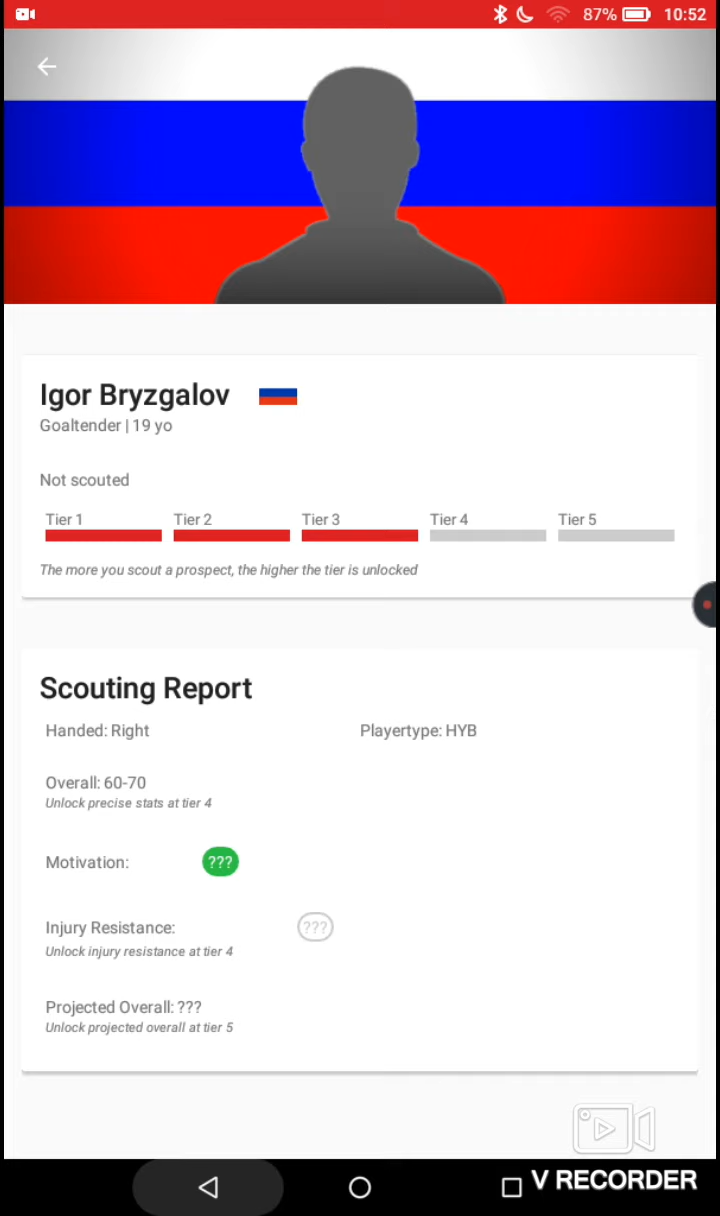 87% 10:52
Igor Bryzgalov
Goaltender | 19 yo
Not scouted
Tier 1 Tier 2 Tier 3 Tier 4 Tier 5
The more you scout a prospect, the higher the tier is unlocked
Scouting Report
Handed: Right Playertype: HYB
Overall: 60-70
Unlock precise stats at tier 4
Motivation: ???
Injury Resistance: ???
Unlock injury resistance at tier 4
Projected Overall: ???
Unlock projected overall at tier 5
V RECORDER